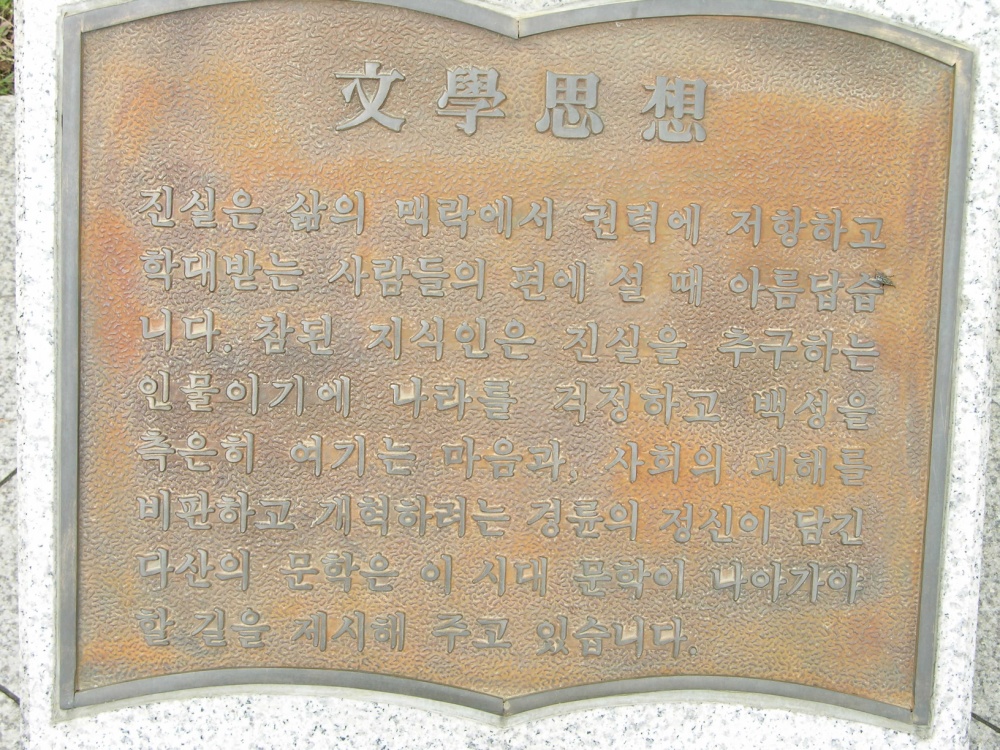 文學思想
진실은 삶의 맥락에서 권력에 저항하고
학대받는 사람들의 편에 설 때 아름답습
니다. 참된 지식인은 진실을 추구하는
인물이기에 나라를 걱정하고 백성을
측은히 여기는 마음과, 사회의 폐해를
비판하고 개혁하려는 경륜의 정신이 담긴
다산의 문학은 이 시대 문학이 나아가야
할 길을 제시해 주고 있습니다.